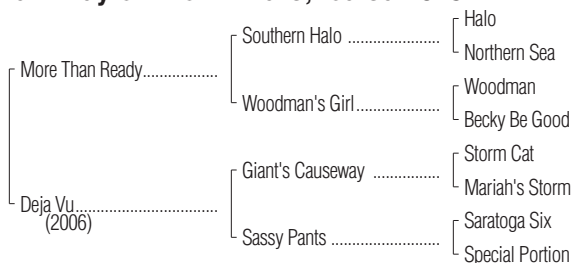 Halo
Southern Halo ....................
Northern Sea
More Than Ready.................
Woodman
Woodman's Girl...................
Becky Be Good
Storm Cat
Giant's Causeway ................
Mariah's Storm
Deja Vu.................................
(2006)
Saratoga Six
Sassy Pants .........................
Special Portion